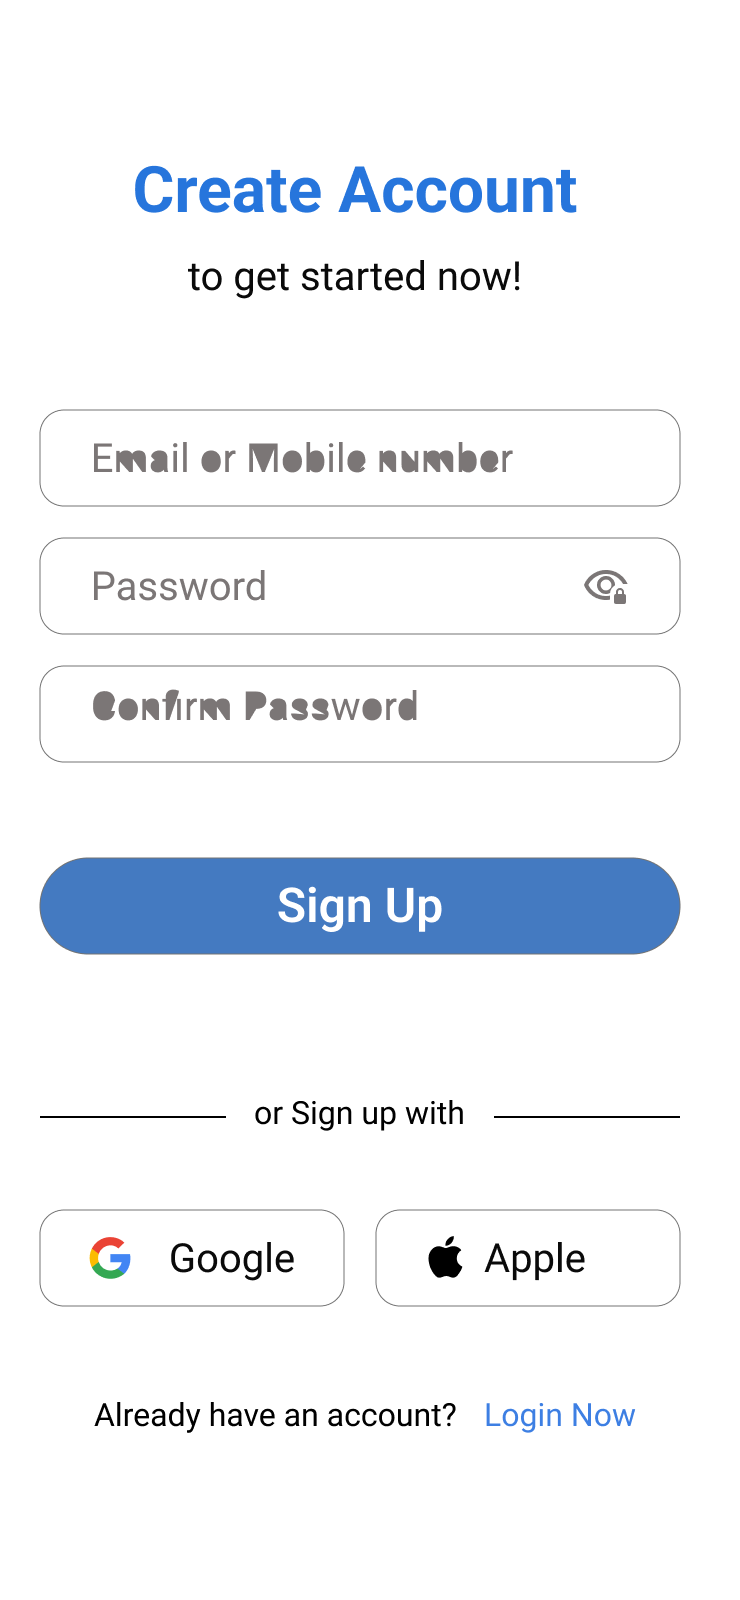 Create Account
to get started now!
Email or Mobile number
Password
Confirm Password
Sign Up
or Sign up with
Google
Apple
Already have an account? Login Now